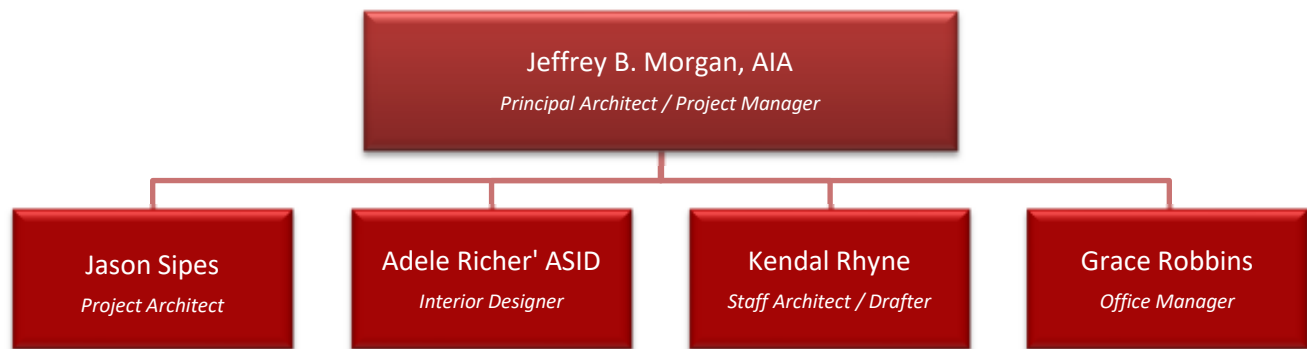 Jeffrey B. Morgan, AIA
Principal Architect / Project Manager
Jason Sipes
Project Architect
Adele Richer' ASID
Interior Designer
Kendal Rhyne
Staff Architect / Drafter
Grace Robbins
Office Manager